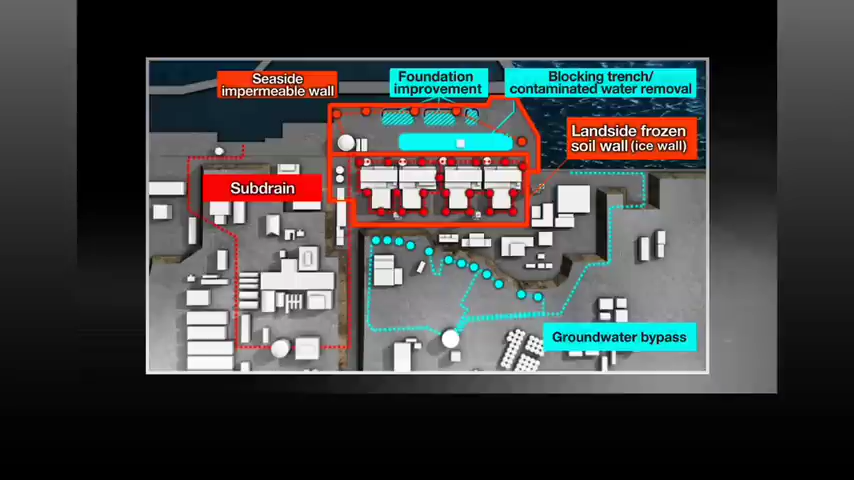 Seaside
impermeable wall
Foundation
improvement
Blocking trench/
contaminated water removal
Landside frozen
soil wall (ice wall)
Subdrain
Groundwater bypass